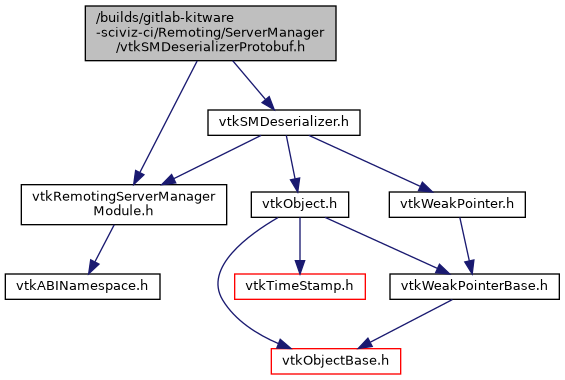 /builds/gitlab-kitware
-sciviz-ci/Remoting/ServerManager
/vtkSMDeserializerProtobuf.h
vtkSMDeserializer.h
vtkRemotingServerManager
Module.h
vtkObject.h
vtkWeakPointer.h
vtkABINamespace.h
vtkTimeStamp.h
vtkWeakPointerBase.h
vtkObjectBase.h